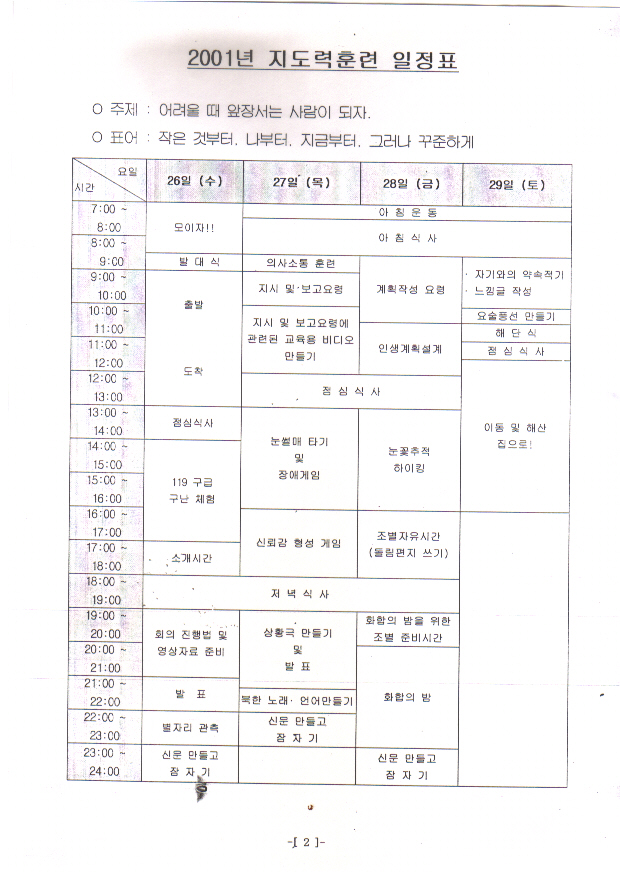 2001년 지도력훈련 일정표
O 주제 : 어려울 때 앞장서는 사람이 되자.
O 표어 : 작은 것부터. 나부터. 지금부터. 그러나 꾸준하게
요일
시간
26일 (수) 27일 (목) 28일 (금) 29일 (토)
7:00 ~
8:00
모이자!!
아 침 운 동
8:00 ~
9:00
아 침 식 사
발 대 식
의사소통 훈련
9:00 ~
10:00
출발
지시 및 보고요령
계획작성 요령
· 자기와의 약속적기
· 느낌글 작성
10:00 ~
11:00
지시 및 보고요령에
관련된 교육용 비디오
만들기
요술풍선 만들기
해 단 식
11:00 ~
12:00
인생계획설계
점 심 식 사
도착
12:00 ~
13:00
점 심 식 사
13:00 ~
14:00
점심식사
눈썰매 타기
및
장애게임
눈꽃추적
하이킹
이동 및 해산
집으로!
14:00 ~
15:00
119 구급
구난 체험
15:00 ~
16:00
16:00 ~
17:00
신뢰감 형성 게임
조별자유시간
(돌림편지 쓰기)
17:00 ~
18:00
소개시간
18:00 ~
19:00
저 녁 식 사
19:00 ~
20:00
회의 진행법 및
영상자료 준비
상황극 만들기
및
발 표
화합의 밤을 위한
조별 준비시간
20:00 ~
21:00
화합의 밤
21:00 ~
22:00
발 표
북한 노래· 언어만들기
22:00 ~
23:00
별자리 관측
신문 만들고
잠 자 기
23:00 ~
24:00
신문 만들고
잠 자 기
신문 만들고
잠 자 기
-[ 2 ]-